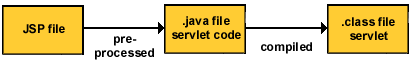 JSP file
pre-
processed
.java file
servlet code
compiled
.class file
servlet